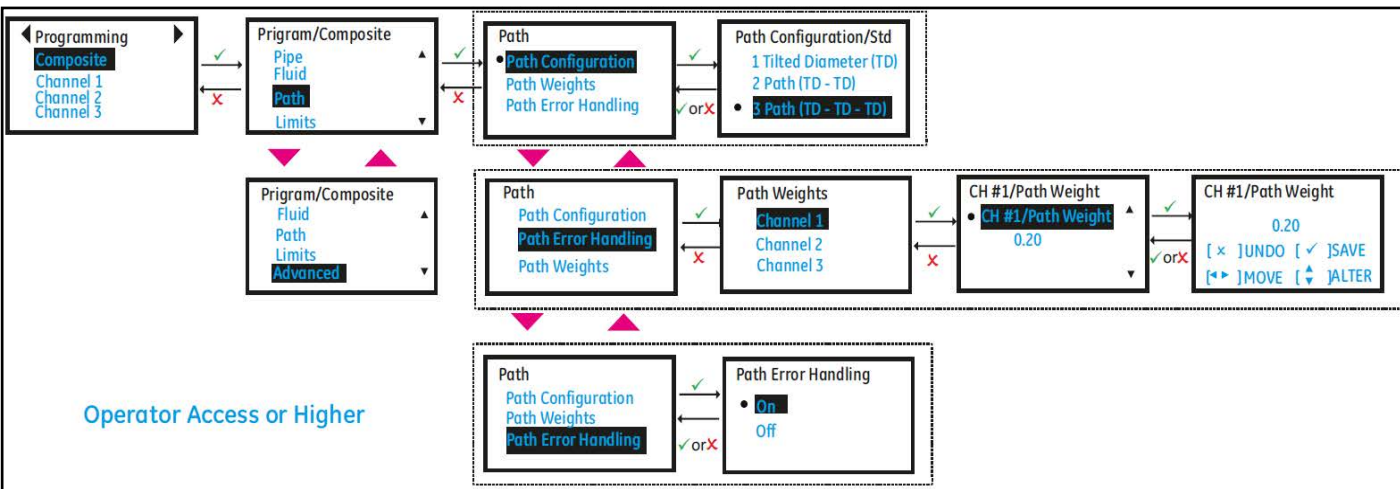 Programming
Composite
Channel 1
Channel 2
Channel 3
✓
✗
Prigram/Composite
Pipe
Fluid
Path
Limits
✓
✗
Path
Path Configuration
Path Weights
Path Error Handling
✓
✓or✗
Path Configuration/Std
1 Tilted Diameter (TD)
2 Path (TD - TD)
3 Path (TD - TD - TD)
Prigram/Composite
Fluid
Path
Limits
Advanced
Path
Path Configuration
Path Error Handling
Path Weights
✓
✗
Path Weights
Channel 1
Channel 2
Channel 3
✓
✗
CH #1/Path Weight
CH #1/Path Weight
0.20
✓
✓or✗
CH #1/Path Weight
0.20
[ × ]UNDO [ ✓ ]SAVE
[◄►]MOVE [▲▼]ALTER
Path
Path Configuration
Path Weights
Path Error Handling
✓
✓or✗
Path Error Handling
On
Off
Operator Access or Higher